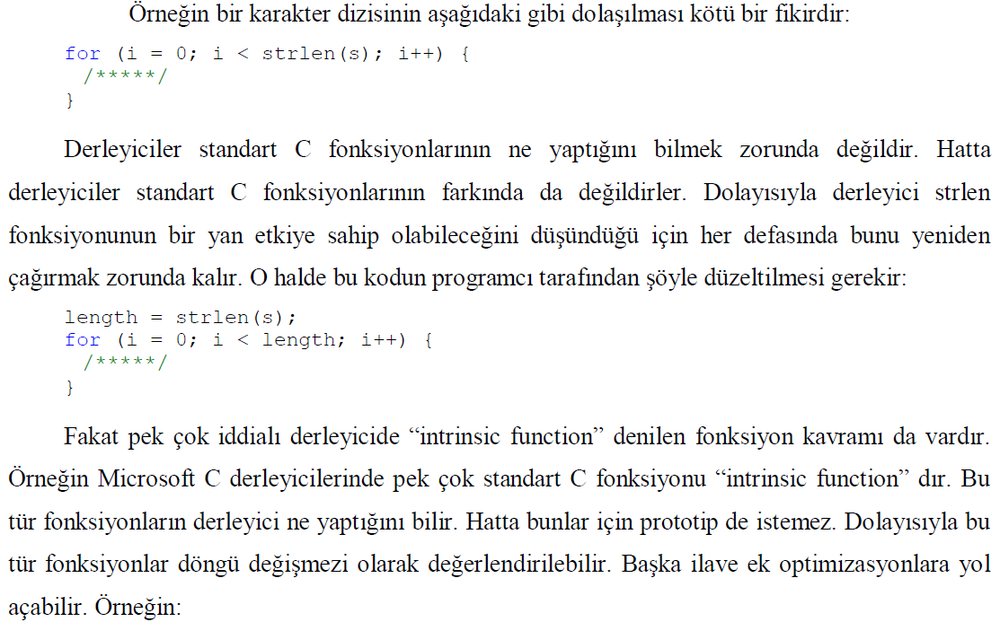 Örneğin bir karakter dizisinin aşağıdaki gibi dolaşılması kötü bir fikirdir:
for (i = 0; i < strlen(s); i++) {
/*****/
}
Derleyiciler standart C fonksiyonlarının ne yaptığını bilmek zorunda değildir. Hatta
derleyiciler standart C fonksiyonlarının farkında da değildirler. Dolayısıyla derleyici strlen
fonksiyonunun bir yan etkiye sahip olabileceğini düşündüğü için her defasında bunu yeniden
çağırmak zorunda kalır. O halde bu kodun programcı tarafından şöyle düzeltilmesi gerekir:
length = strlen(s);
for (i = 0; i < length; i++) {
/*****/
}
Fakat pek çok iddialı derleyicide “intrinsic function” denilen fonksiyon kavramı da vardır.
Örneğin Microsoft C derleyicilerinde pek çok standart C fonksiyonu “intrinsic function” dır. Bu
tür fonksiyonların derleyici ne yaptığını bilir. Hatta bunlar için prototip de istemez. Dolayısıyla bu
tür fonksiyonlar döngü değişmezi olarak değerlendirilebilir. Başka ilave ek optimizasyonlara yol
açabilir. Örneğin: